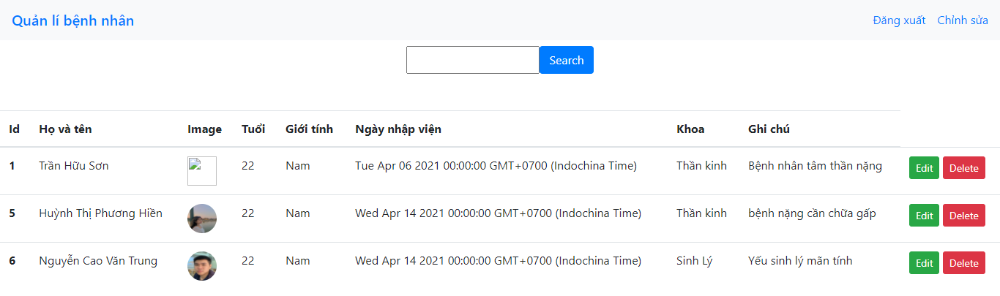 Quản lí bệnh nhân Đăng xuất Chỉnh sửa
Search
Id Họ và tên Image Tuổi Giới tính Ngày nhập viện Khoa Ghi chú
1 Trần Hữu Sơn 22 Nam Tue Apr 06 2021 00:00:00 GMT+0700 (Indochina Time) Thần kinh Bệnh nhân tâm thần nặng Edit Delete
5 Huỳnh Thị Phương Hiền 22 Nam Wed Apr 14 2021 00:00:00 GMT+0700 (Indochina Time) Thần kinh bệnh nặng cần chữa gấp Edit Delete
6 Nguyễn Cao Văn Trung 22 Nam Wed Apr 14 2021 00:00:00 GMT+0700 (Indochina Time) Sinh Lý Yếu sinh lý mãn tính Edit Delete